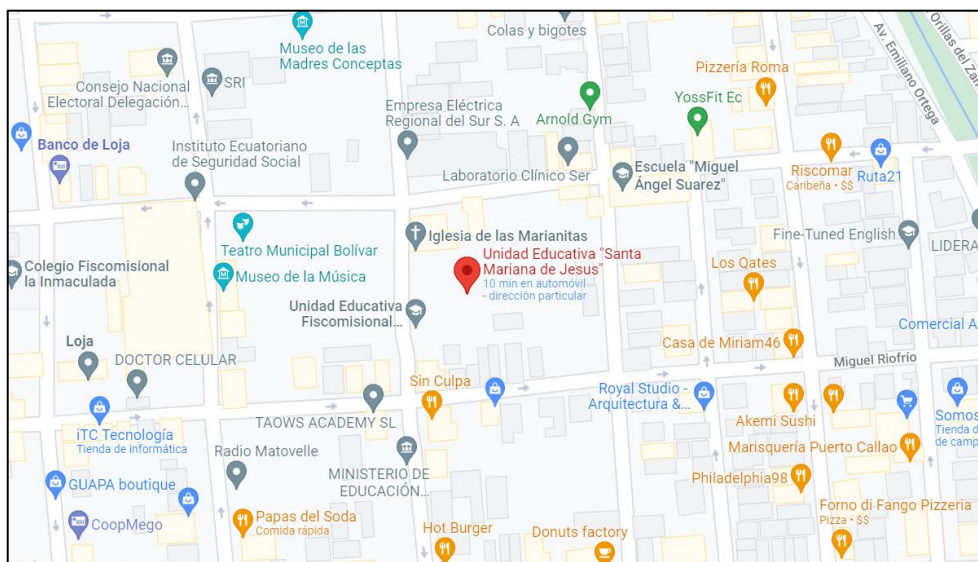 Museo de las
Madres Conceptas
Colas y bigotes
Av. Emiliano Ortega
Orillas del Zam
Consejo Nacional
Electoral Delegación...
SRI
Pizzería Roma
Empresa Eléctrica
Regional del Sur S. A
Arnold Gym
YossFit Ec
Banco de Loja
Instituto Ecuatoriano
de Seguridad Social
Laboratorio Clínico Ser
Escuela "Miguel
Ángel Suarez"
Riscomar
Caribeña • $$
Ruta21
Teatro Municipal Bolívar
Iglesia de las Marianitas
Fine-Tuned English
LIDERA
Unidad Educativa "Santa
Mariana de Jesus"
10 min en automóvil
- dirección particular
Colegio Fiscomisional
la Inmaculada
Museo de la Música
Los Oates
Unidad Educativa
Fiscomisional...
Comercial A
Loja
Casa de Miriam46
Miguel Riofrío
DOCTOR CELULAR
Sin Culpa
Royal Studio -
Arquitectura &...
TAOWS ACADEMY SL
Akemi Sushi
Somos
Tienda d
de camp
iTC Tecnología
Tienda de informática
Radio Matovelle
Marisquería Puerto Callao
MINISTERIO DE
EDUCACIÓN...
GUAPA boutique
Philadelphia98
Forno di Fango Pizzeria
Pizza • $$
CoopMego
Papas del Soda
Comida rápida
Hot Burger
Donuts factory